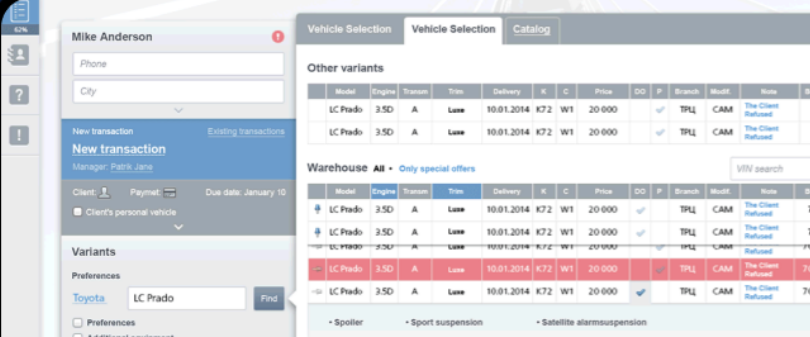 62%
Mike Anderson
Phone
City
New transaction Existing transactions
New transaction
Manager: Patrik Jane
Client: Paymet: Due date: January 10
Client's personal vehicle
Variants
Preferences
Toyota LC Prado Find
Preferences
Additional equipment
Vehicle Selection Vehicle Selection Catalog
Other variants
Model Engine Transm Trim Delivery K C Price DO P Branch Modif. Note
LC Prado 3.5D A Luxe 10.01.2014 K72 W1 20 000 ТРЦ CAM The Client Refused
LC Prado 3.5D A Luxe 10.01.2014 K72 W1 20 000 ТРЦ CAM The Client Refused
Warehouse All • Only special offers VIN search
Model Engine Transm Trim Delivery K C Price DO P Branch Modif. Note
LC Prado 3.5D A Luxe 10.01.2014 K72 W1 20 000 ТРЦ CAM The Client Refused
LC Prado 3.5D A Luxe 10.01.2014 K72 W1 20 000 ТРЦ CAM The Client Refused
LC Prado 3.5D A Luxe 10.01.2014 K72 W1 20 000 ТРЦ CAM Refused
LC Prado 3.5D A Luxe 10.01.2014 K72 W1 20 000 ТРЦ CAM The Client Refused
LC Prado 3.5D A Luxe 10.01.2014 K72 W1 20 000 ТРЦ CAM The Client Refused
• Spoiler • Sport suspension • Satellite alarmsuspension